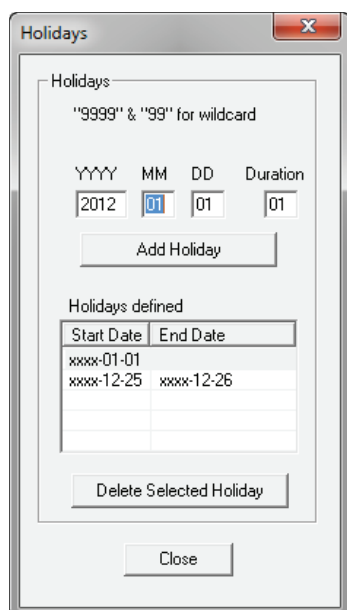 Holidays
Holidays
"9999" & "99" for wildcard
YYYY MM DD Duration
2012 01 01 01
Add Holiday
Holidays defined
Start Date End Date
xxxx-01-01
xxxx-12-25 xxxx-12-26
Delete Selected Holiday
Close